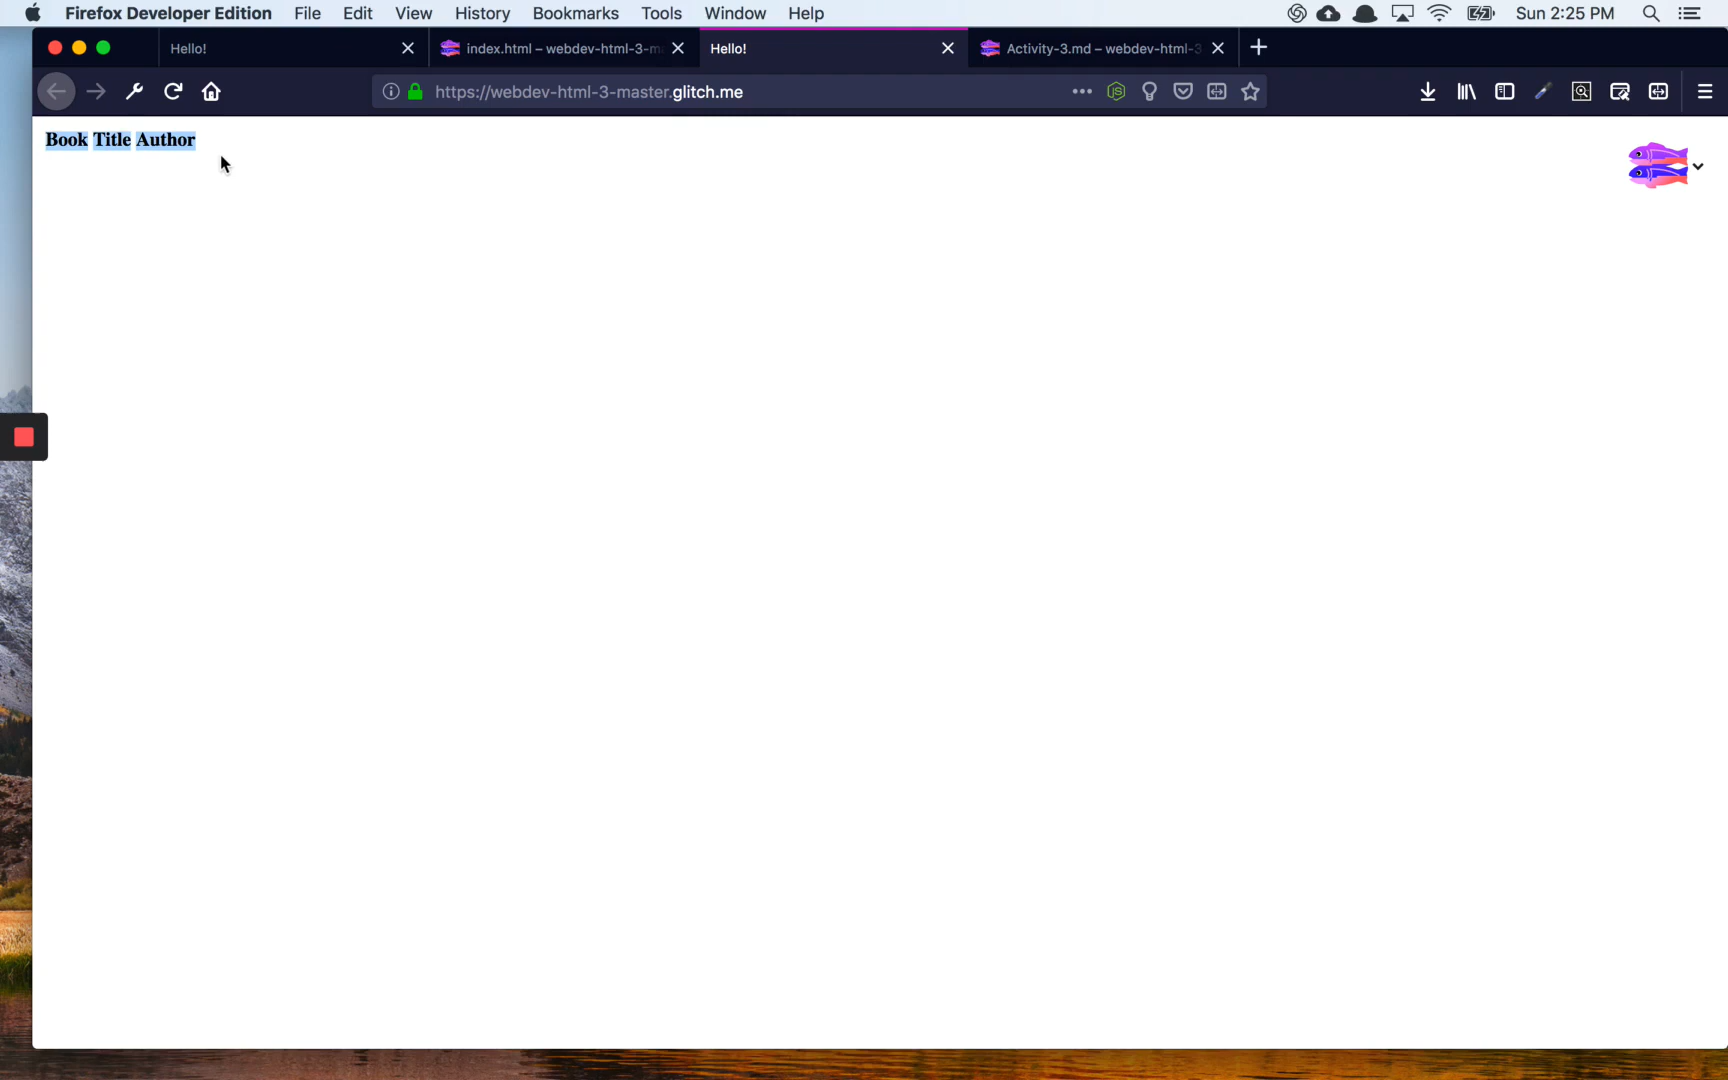 Firefox Developer Edition File Edit View History Bookmarks Tools Window Help Sun 2:25 PM
Hello! index.html – webdev-html-3-m Hello! Activity-3.md – webdev-html-3
https://webdev-html-3-master.glitch.me
Book Title Author